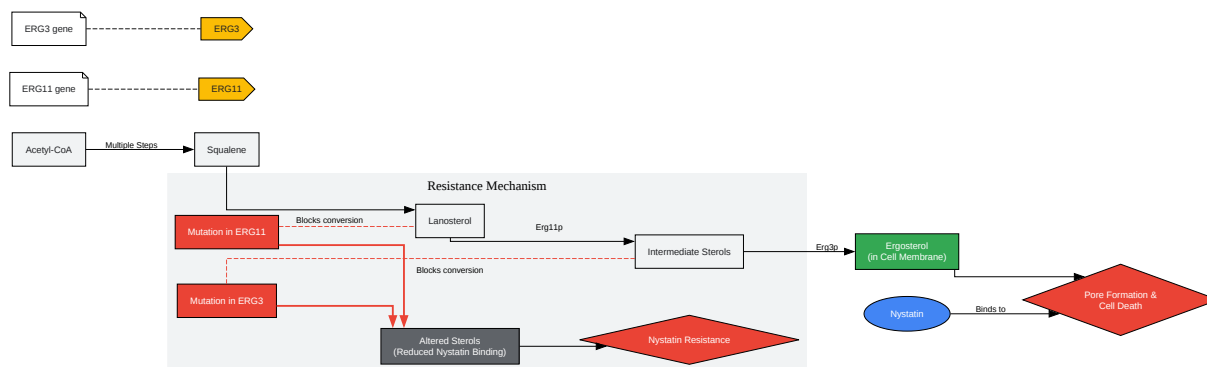 ERG3 gene
ERG3
ERG11 gene
ERG11
Acetyl-CoA
Multiple Steps
Squalene
Resistance Mechanism
Mutation in ERG11
Blocks conversion
Lanosterol
Erg11p
Intermediate Sterols
Erg3p
Ergosterol
(in Cell Membrane)
Blocks conversion
Mutation in ERG3
Nystatin
Binds to
Pore Formation &
Cell Death
Altered Sterols
(Reduced Nystatin Binding)
Nystatin Resistance